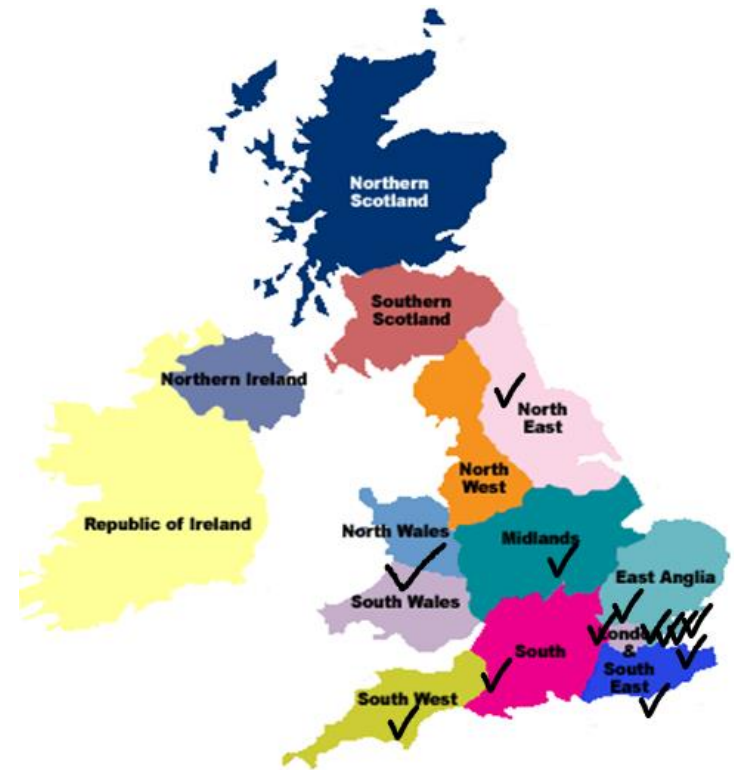 Northern
Scotland
Southern
Scotland
Northern Ireland
North
East
North
West
Republic of Ireland
North Wales
Midlands
East Anglia
South Wales
London
&
South
East
South
South West